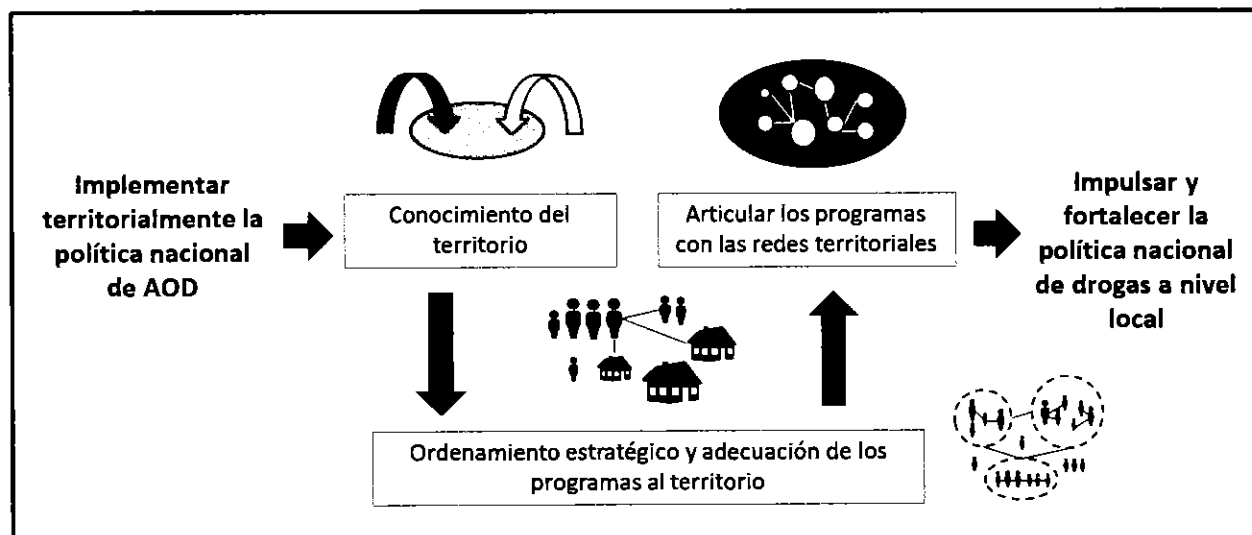 Implementar
territorialmente la
política nacional
de AOD
Conocimiento del
territorio
Articular los programas
con las redes territoriales
Impulsar y
fortalecer la
política nacional
de drogas a nivel
local
Ordenamiento estratégico y adecuación de los
programas al territorio